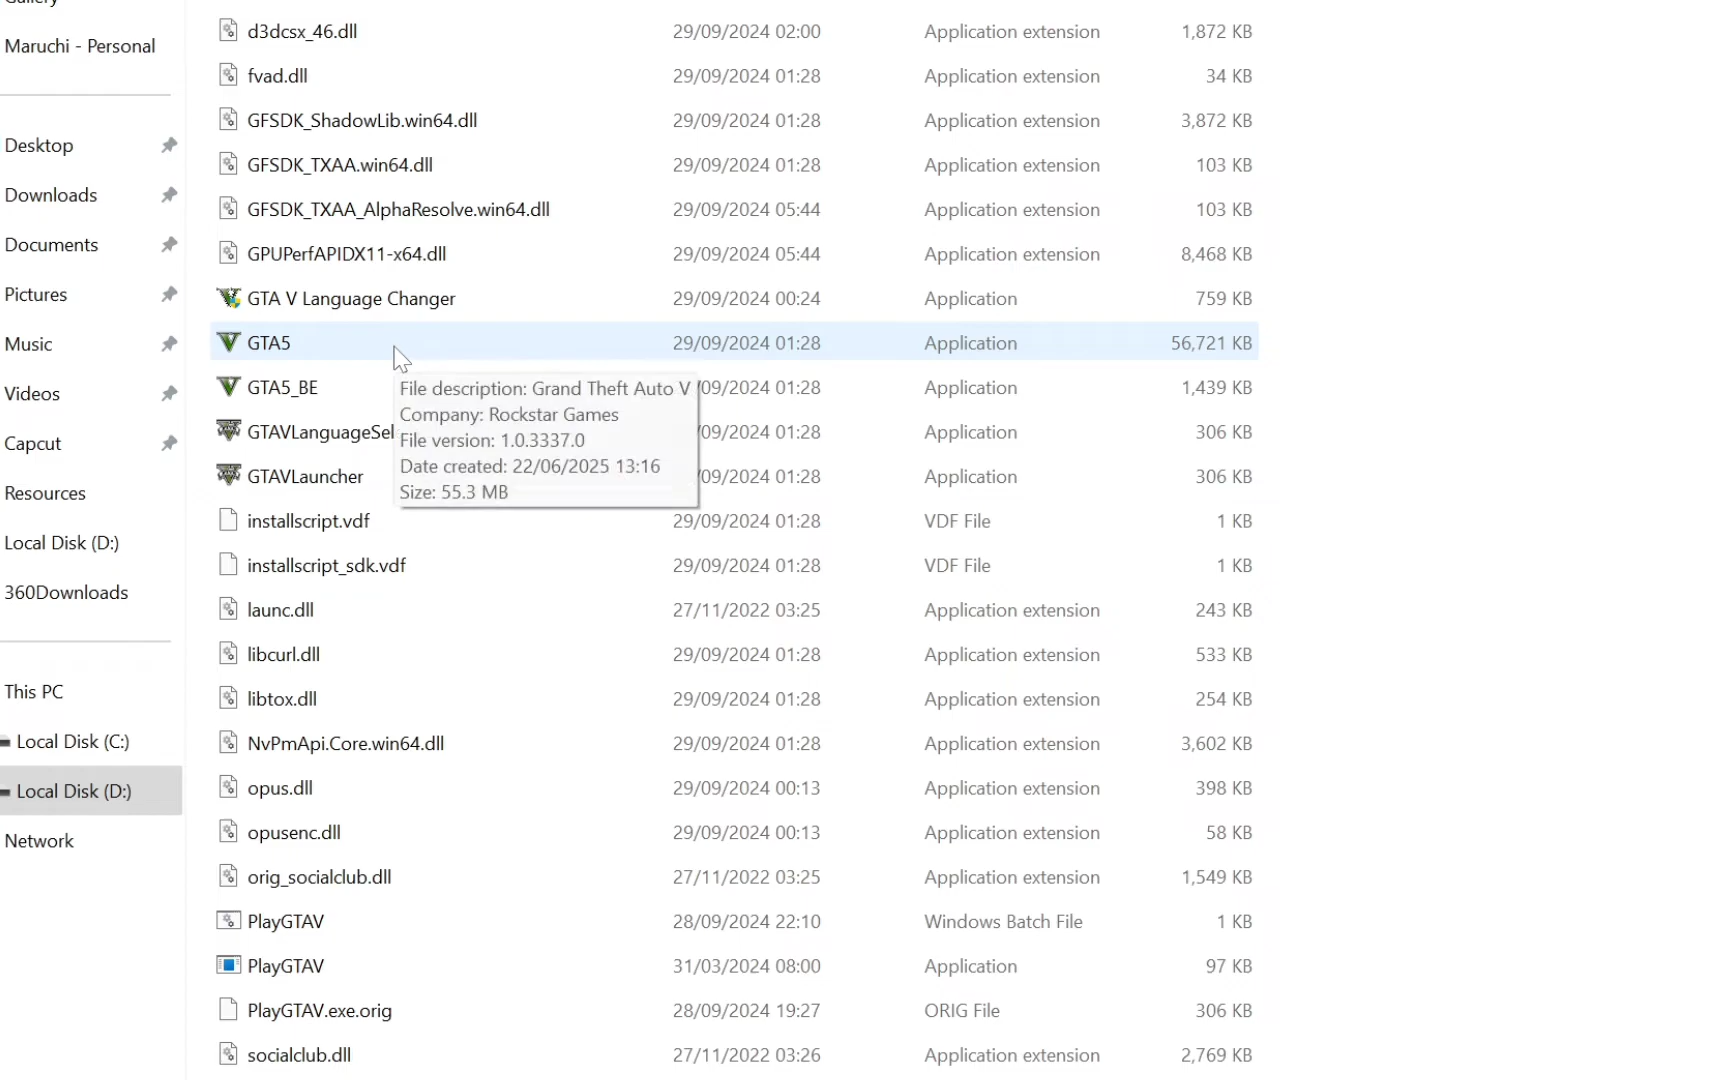 Gallery
Maruchi - Personal
Desktop
Downloads
Documents
Pictures
Music
Videos
Capcut
Resources
Local Disk (D:)
360Downloads
This PC
Local Disk (C:)
Local Disk (D:)
Network
d3dcsx_46.dll 29/09/2024 02:00 Application extension 1,872 KB
fvad.dll 29/09/2024 01:28 Application extension 34 KB
GFSDK_ShadowLib.win64.dll 29/09/2024 01:28 Application extension 3,872 KB
GFSDK_TXAA.win64.dll 29/09/2024 01:28 Application extension 103 KB
GFSDK_TXAA_AlphaResolve.win64.dll 29/09/2024 05:44 Application extension 103 KB
GPUPerfAPIDX11-x64.dll 29/09/2024 05:44 Application extension 8,468 KB
GTA V Language Changer 29/09/2024 00:24 Application 759 KB
GTA5 29/09/2024 01:28 Application 56,721 KB
GTA5_BE /09/2024 01:28 Application 1,439 KB
GTAVLanguageSel /09/2024 01:28 Application 306 KB
GTAVLauncher /09/2024 01:28 Application 306 KB
File description: Grand Theft Auto V
Company: Rockstar Games
File version: 1.0.3337.0
Date created: 22/06/2025 13:16
Size: 55.3 MB
installscript.vdf 29/09/2024 01:28 VDF File 1 KB
installscript_sdk.vdf 29/09/2024 01:28 VDF File 1 KB
launc.dll 27/11/2022 03:25 Application extension 243 KB
libcurl.dll 29/09/2024 01:28 Application extension 533 KB
libtox.dll 29/09/2024 01:28 Application extension 254 KB
NvPmApi.Core.win64.dll 29/09/2024 01:28 Application extension 3,602 KB
opus.dll 29/09/2024 00:13 Application extension 398 KB
opusenc.dll 29/09/2024 00:13 Application extension 58 KB
orig_socialclub.dll 27/11/2022 03:25 Application extension 1,549 KB
PlayGTAV 28/09/2024 22:10 Windows Batch File 1 KB
PlayGTAV 31/03/2024 08:00 Application 97 KB
PlayGTAV.exe.orig 28/09/2024 19:27 ORIG File 306 KB
socialclub.dll 27/11/2022 03:26 Application extension 2,769 KB